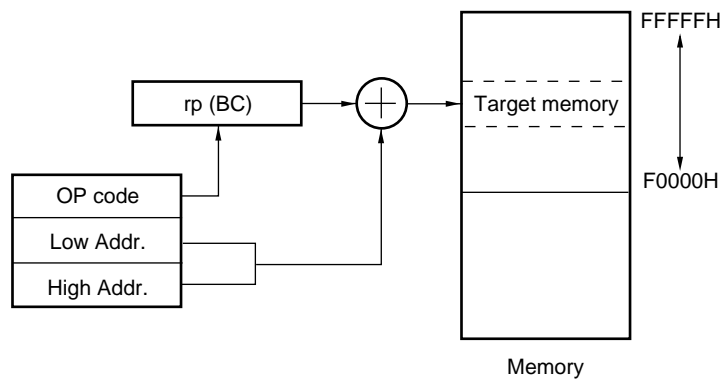 FFFFFH
rp (BC)
Target memory
F0000H
OP code
Low Addr.
High Addr.
Memory